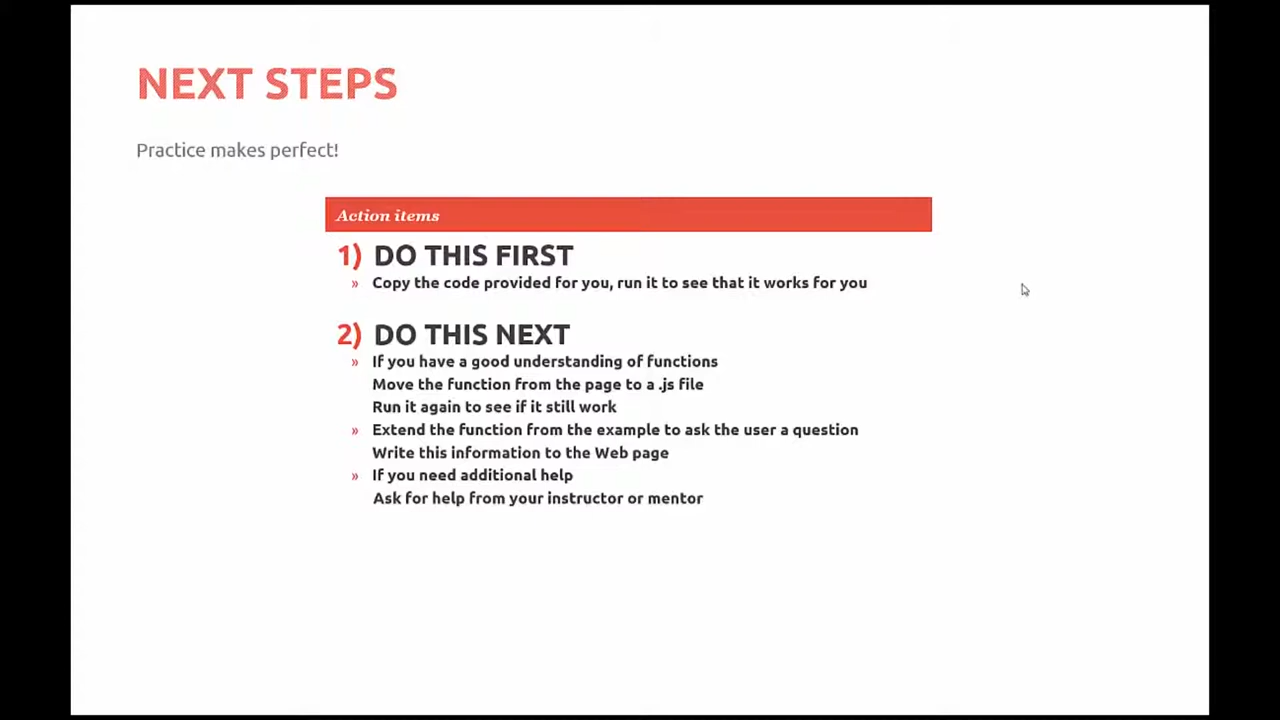 NEXT STEPS
Practice makes perfect!
Action items
1) DO THIS FIRST
» Copy the code provided for you, run it to see that it works for you
2) DO THIS NEXT
» If you have a good understanding of functions
Move the function from the page to a .js file
Run it again to see if it still work
» Extend the function from the example to ask the user a question
Write this information to the Web page
» If you need additional help
Ask for help from your instructor or mentor